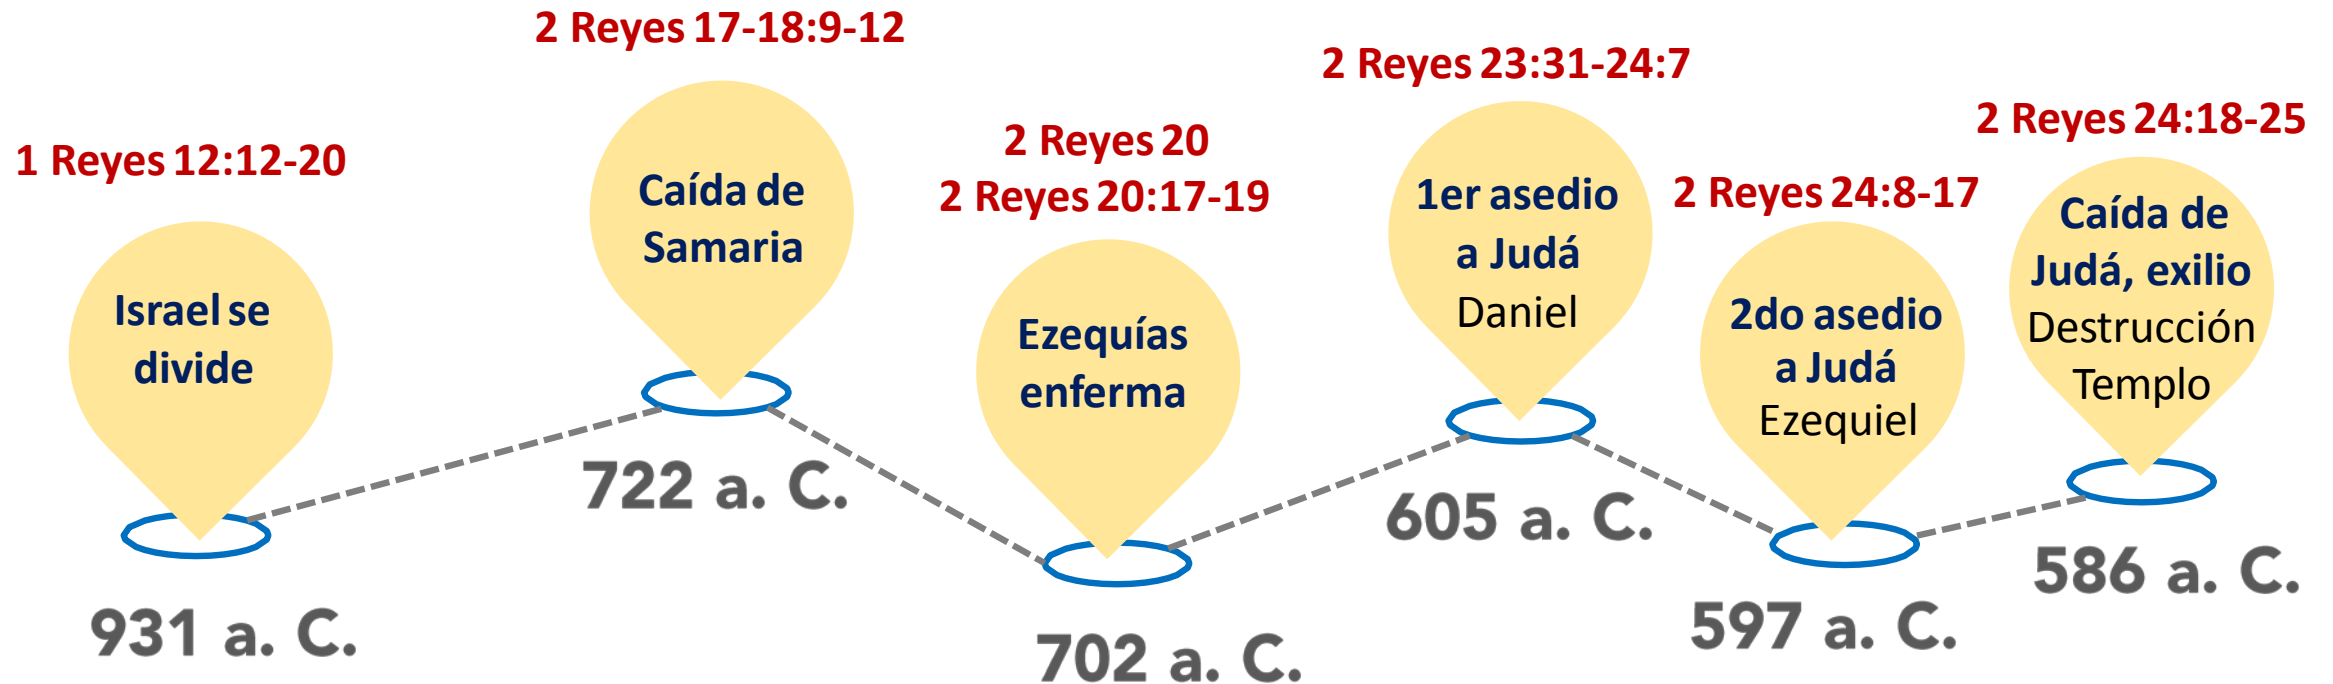 1 Reyes 12:12-20
Israel se
divide
931 a. C.
2 Reyes 17-18:9-12
Caída de
Samaria
722 a. C.
2 Reyes 20
2 Reyes 20:17-19
Ezequías
enferma
702 a. C.
2 Reyes 23:31-24:7
1er asedio
a Judá
Daniel
605 a. C.
2 Reyes 24:8-17
2do asedio
a Judá
Ezequiel
597 a. C.
2 Reyes 24:18-25
Caída de
Judá, exilio
Destrucción
Templo
586 a. C.